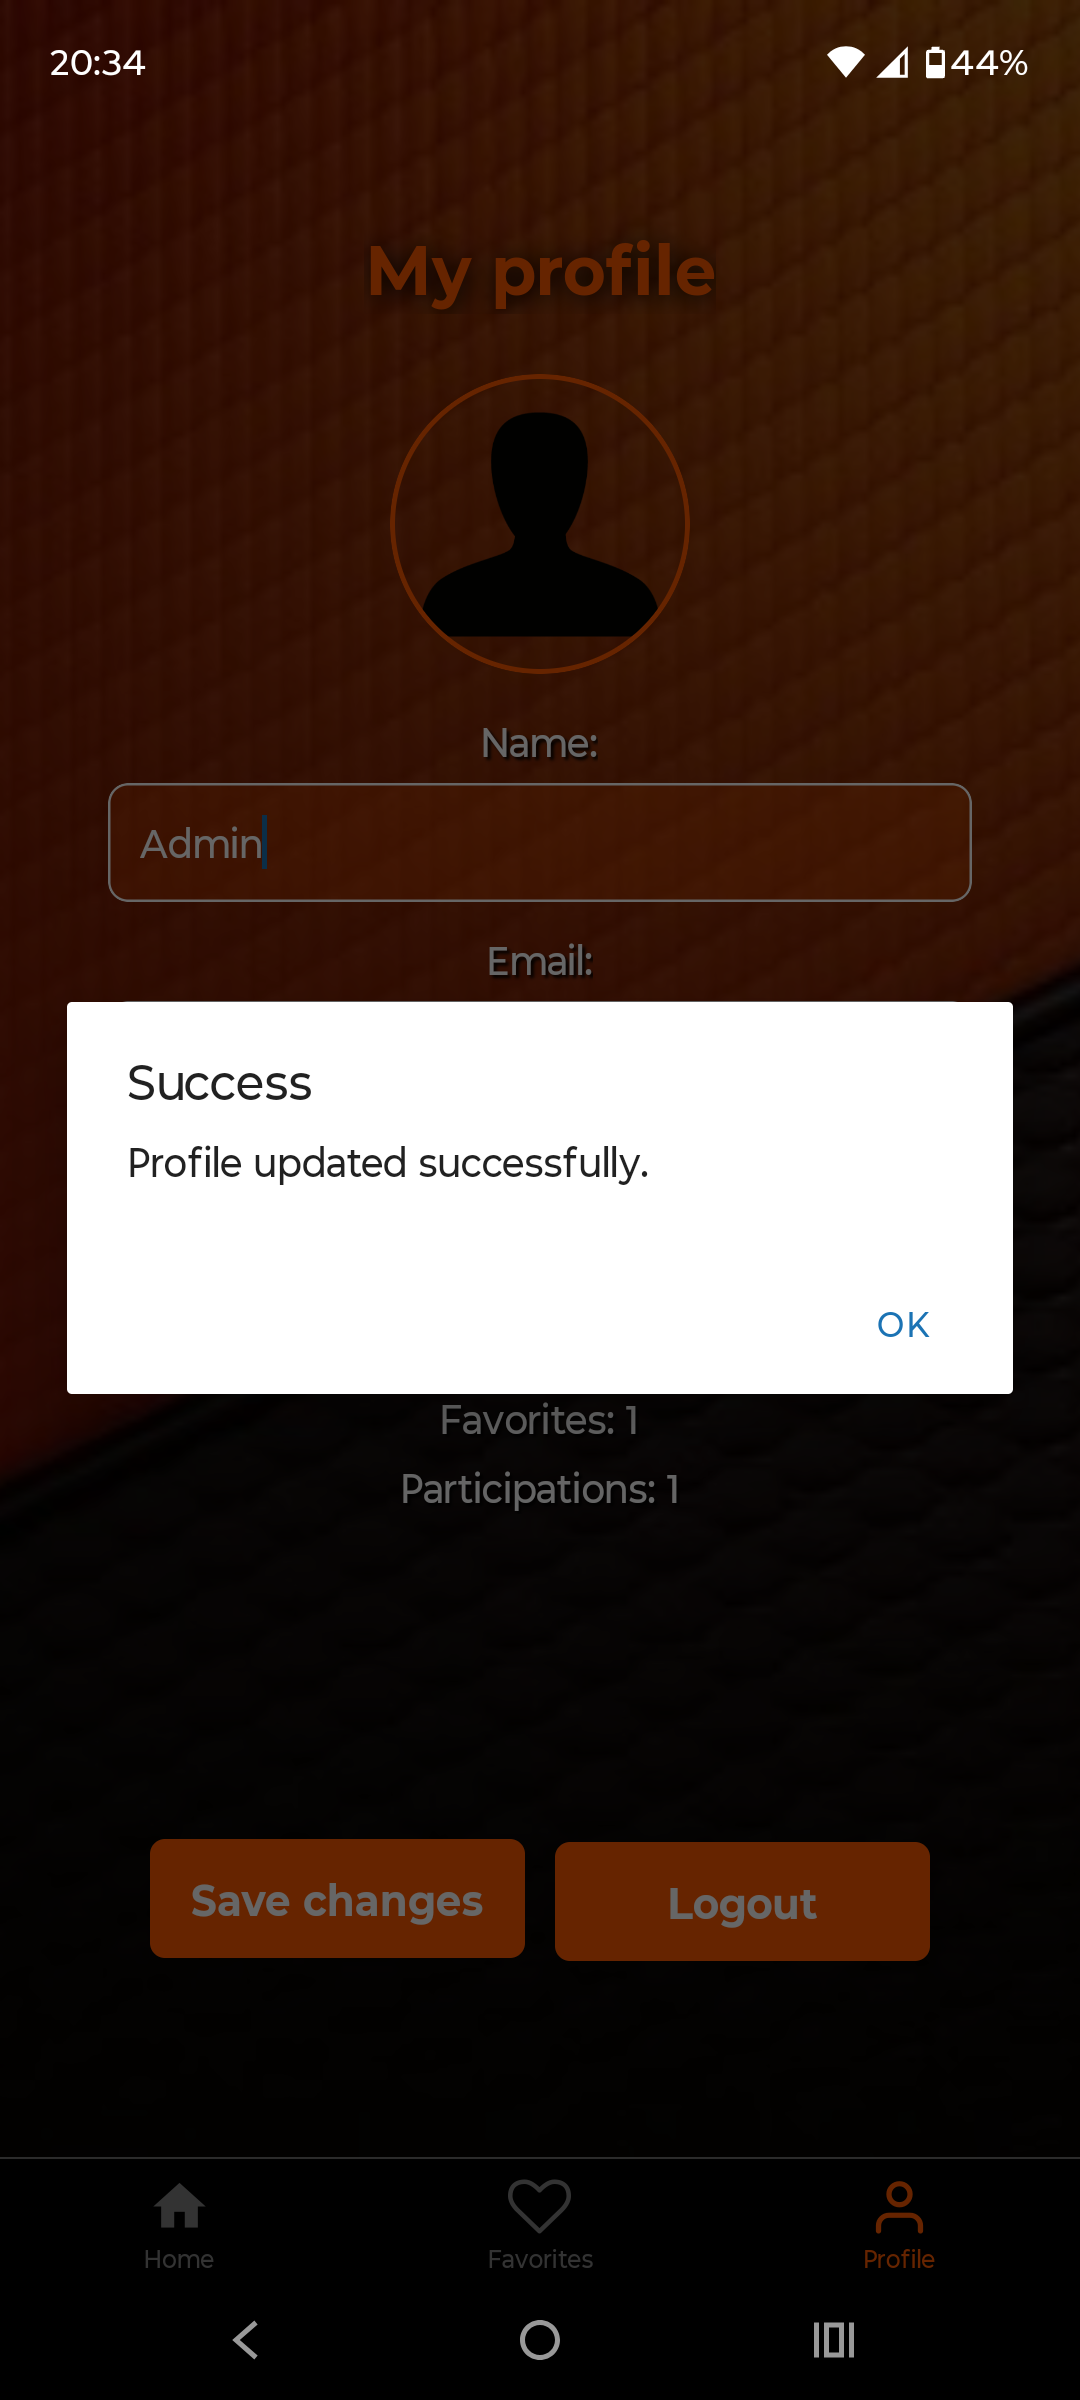 20:34
44%
My profile
Name:
Admin
Email:
Success
Profile updated successfully.
OK
Favorites: 1
Participations: 1
Save changes
Logout
Home
Favorites
Profile